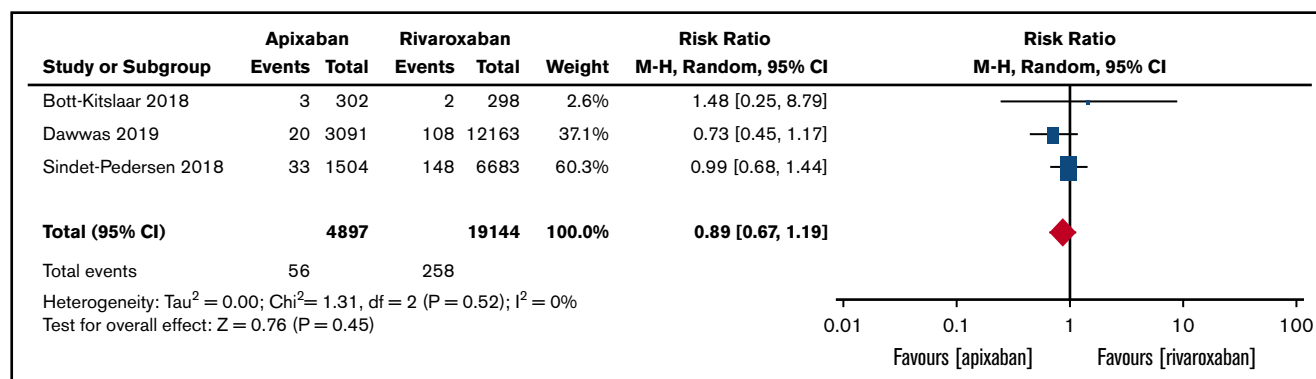 Apixaban Rivaroxaban Risk Ratio Risk Ratio
Study or Subgroup Events Total Events Total Weight M-H, Random, 95% CI M-H, Random, 95% CI
Bott-Kitslaar 2018 3 302 2 298 2.6% 1.48 [0.25, 8.79]
Dawwas 2019 20 3091 108 12163 37.1% 0.73 [0.45, 1.17]
Sindet-Pedersen 2018 33 1504 148 6683 60.3% 0.99 [0.68, 1.44]
Total (95% CI) 4897 19144 100.0% 0.89 [0.67, 1.19]
Total events 56 258
Heterogeneity: Tau² = 0.00; Chi²= 1.31, df = 2 (P = 0.52); I² = 0%
Test for overall effect: Z = 0.76 (P = 0.45)
0.01 0.1 1 10 100
Favours [apixaban] Favours [rivaroxaban]